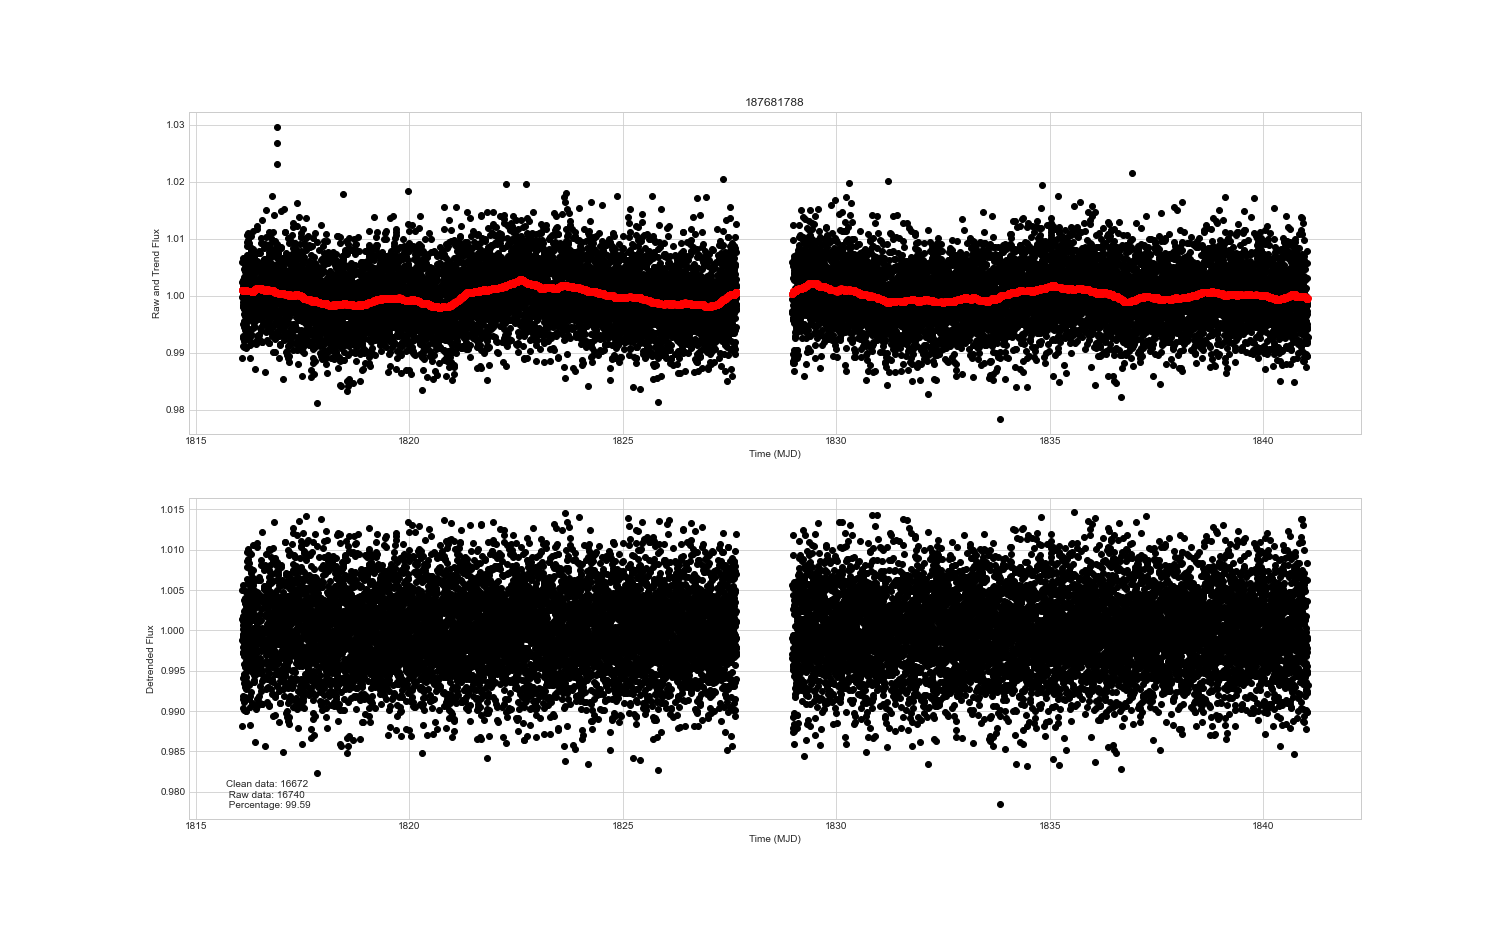 187681788
1.03
1.02
1.01
1.00
0.99
0.98
Raw and Trend Flux
1815 1820 1825 1830 1835 1840
Time (MJD)
1.015
1.010
1.005
1.000
0.995
0.990
0.985
0.980
Detrended Flux
Clean data: 16672
Raw data: 16740
Percentage: 99.59
1815 1820 1825 1830 1835 1840
Time (MJD)